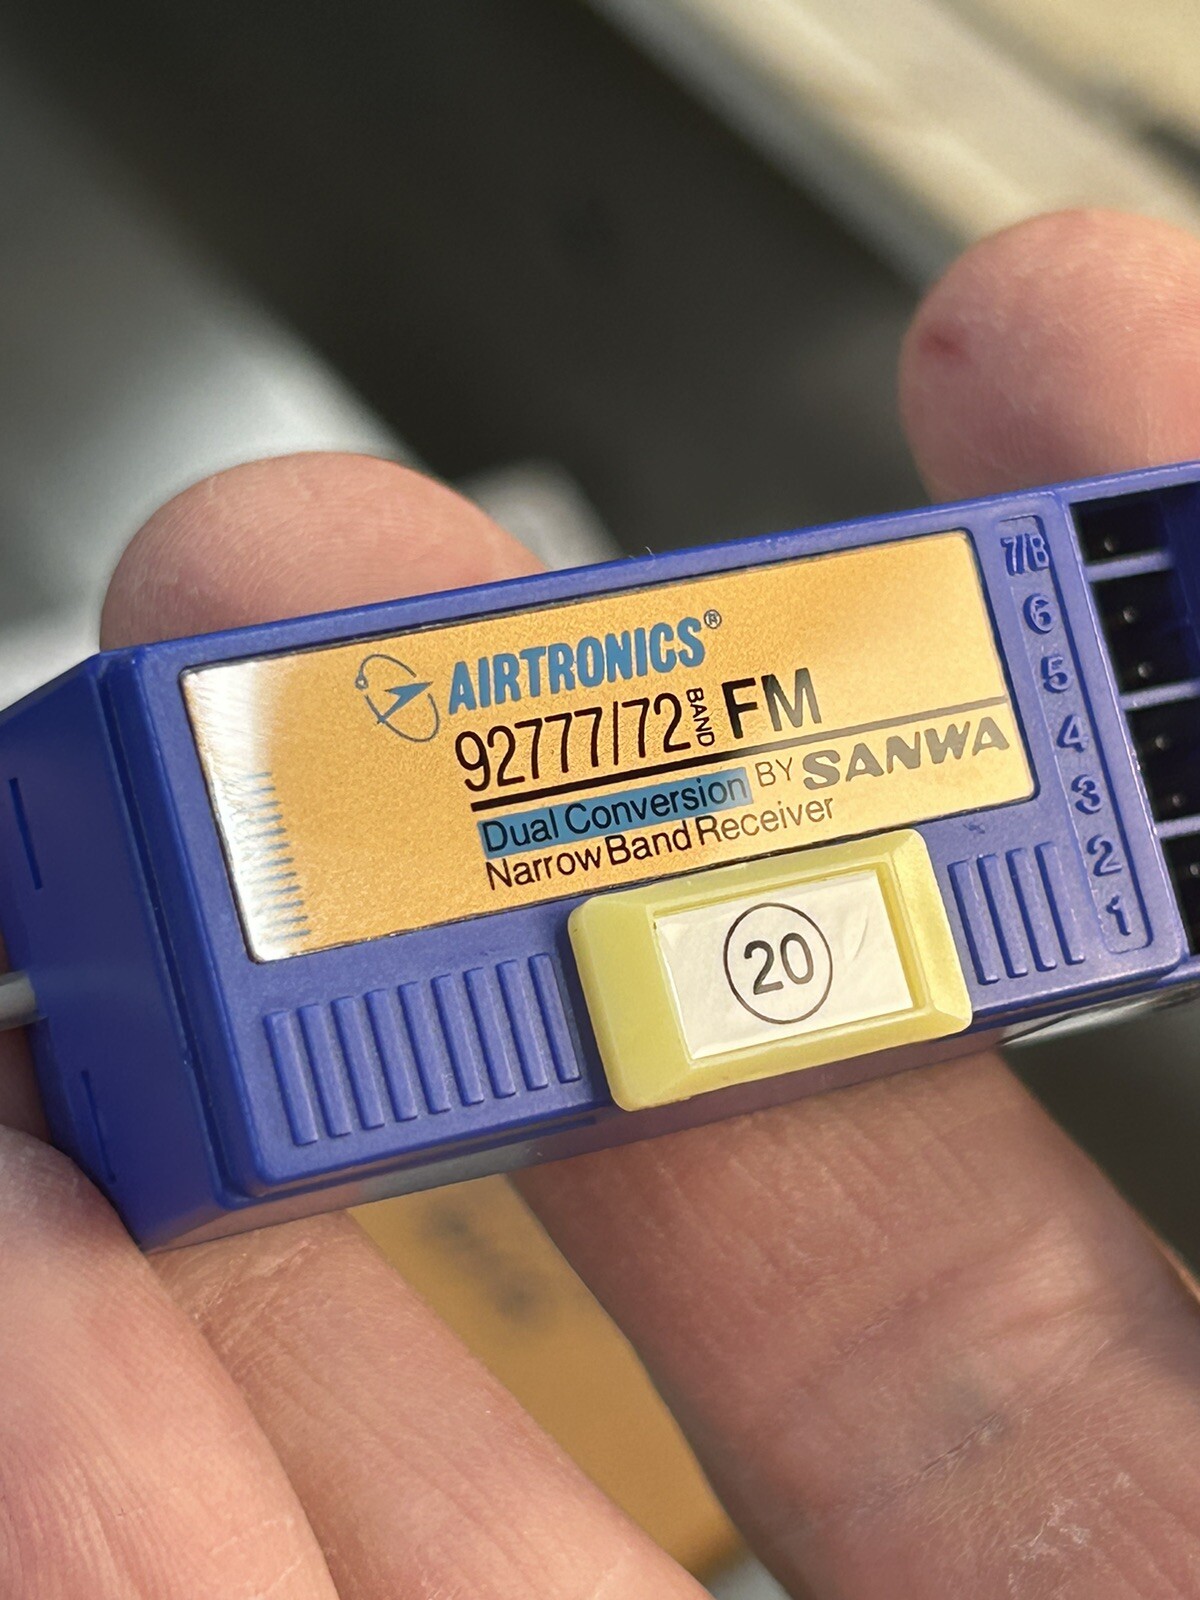 AIRTRONICS®
92777/72 BAND FM
Dual Conversion BY SANWA
Narrow Band Receiver
20
7/B
6
5
4
3
2
1